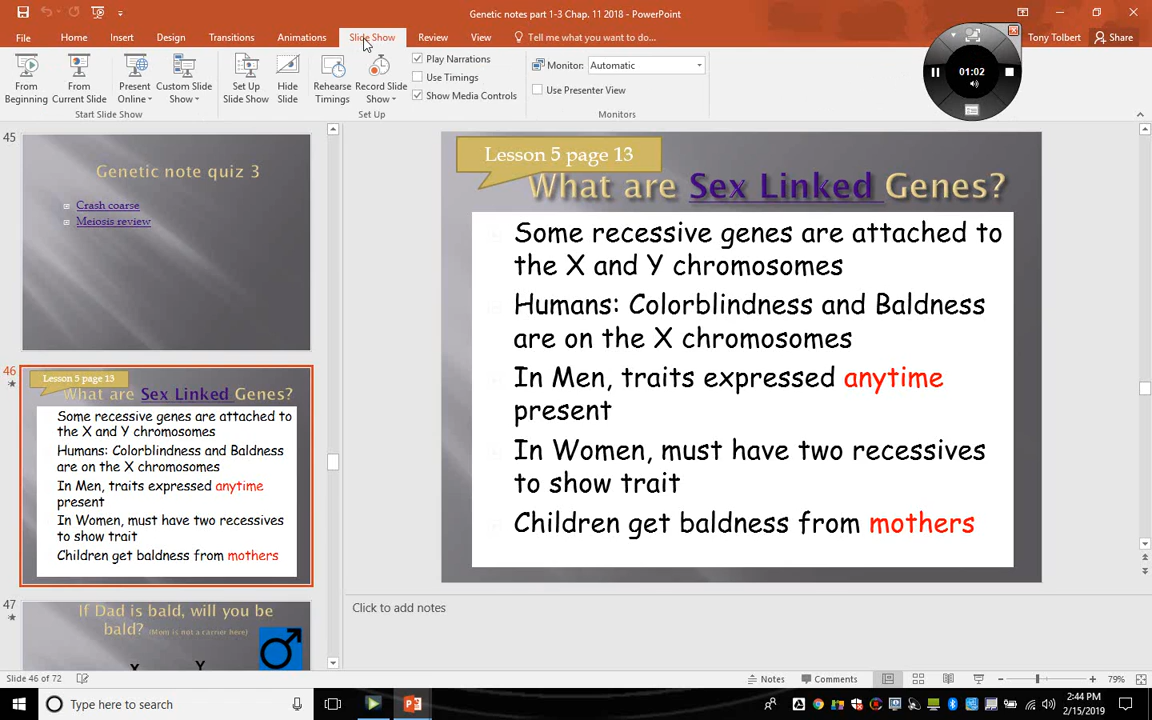 Genetic notes part 1-3 Chap. 11 2018 - PowerPoint
File
Home
Insert
Design
Transitions
Animations
Slide Show
Review
View
Tell me what you want to do...
Tony Tolbert
Share
From Beginning
From Current Slide
Present Online
Custom Slide Show
Set Up Slide Show
Hide Slide
Rehearse Timings
Record Slide Show
Play Narrations
Use Timings
Show Media Controls
Monitor: Automatic
Use Presenter View
Start Slide Show
Set Up
Monitors
01:02
45
Genetic note quiz 3
Crash coarse
Meiosis review
46
Lesson 5 page 13
What are Sex Linked Genes?
Some recessive genes are attached to
the X and Y chromosomes
Humans: Colorblindness and Baldness
are on the X chromosomes
In Men, traits expressed anytime
present
In Women, must have two recessives
to show trait
Children get baldness from mothers
47
If Dad is bald, will you be
bald? (Mom is not a carrier here)
X Y
Lesson 5 page 13
What are Sex Linked Genes?
Some recessive genes are attached to
the X and Y chromosomes
Humans: Colorblindness and Baldness
are on the X chromosomes
In Men, traits expressed anytime
present
In Women, must have two recessives
to show trait
Children get baldness from mothers
Click to add notes
Slide 46 of 72
Notes
Comments
79%
Type here to search
2:44 PM
2/15/2019